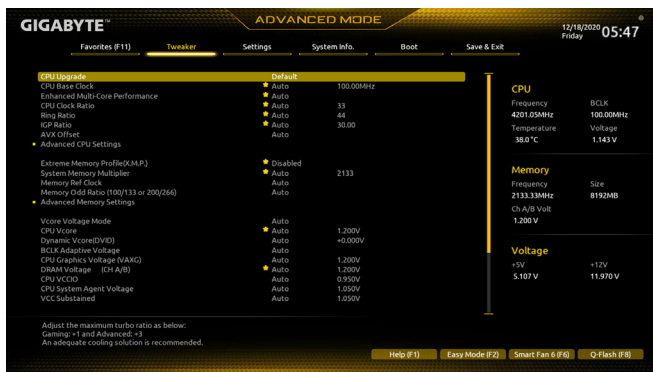 GIGABYTE™
ADVANCED MODE
12/18/2020 05:47
Friday
Favorites (F11) Tweaker Settings System Info. Boot Save & Exit
CPU Upgrade Default
CPU Base Clock Auto 100.00MHz
Enhanced Multi-Core Performance Auto
CPU Clock Ratio Auto 33
Ring Ratio Auto 44
IGP Ratio Auto 30.00
AVX Offset Auto
Advanced CPU Settings
Extreme Memory Profile(X.M.P.) Disabled
System Memory Multiplier Auto 2133
Memory Ref Clock Auto
Memory Odd Ratio (100/133 or 200/266) Auto
Advanced Memory Settings
Vcore Voltage Mode Auto
CPU Vcore Auto 1.200V
Dynamic Vcore(DVID) Auto +0.000V
BCLK Adaptive Voltage Auto
CPU Graphics Voltage (VAXG) Auto 1.200V
DRAM Voltage (CH A/B) Auto 1.200V
CPU VCCIO Auto 0.950V
CPU System Agent Voltage Auto 1.050V
VCC Substained Auto 1.050V
CPU
Frequency BCLK
4201.05MHz 100.00MHz
Temperature Voltage
38.0 °C 1.143 V
Memory
Frequency Size
2133.33MHz 8192MB
Ch A/B Volt
1.200 V
Voltage
+5V +12V
5.107 V 11.970 V
Adjust the maximum turbo ratio as below:
Gaming: +1 and Advanced: +3
An adequate cooling solution is recommended.
Help (F1) Easy Mode (F2) Smart Fan 6 (F6) Q-Flash (F8)